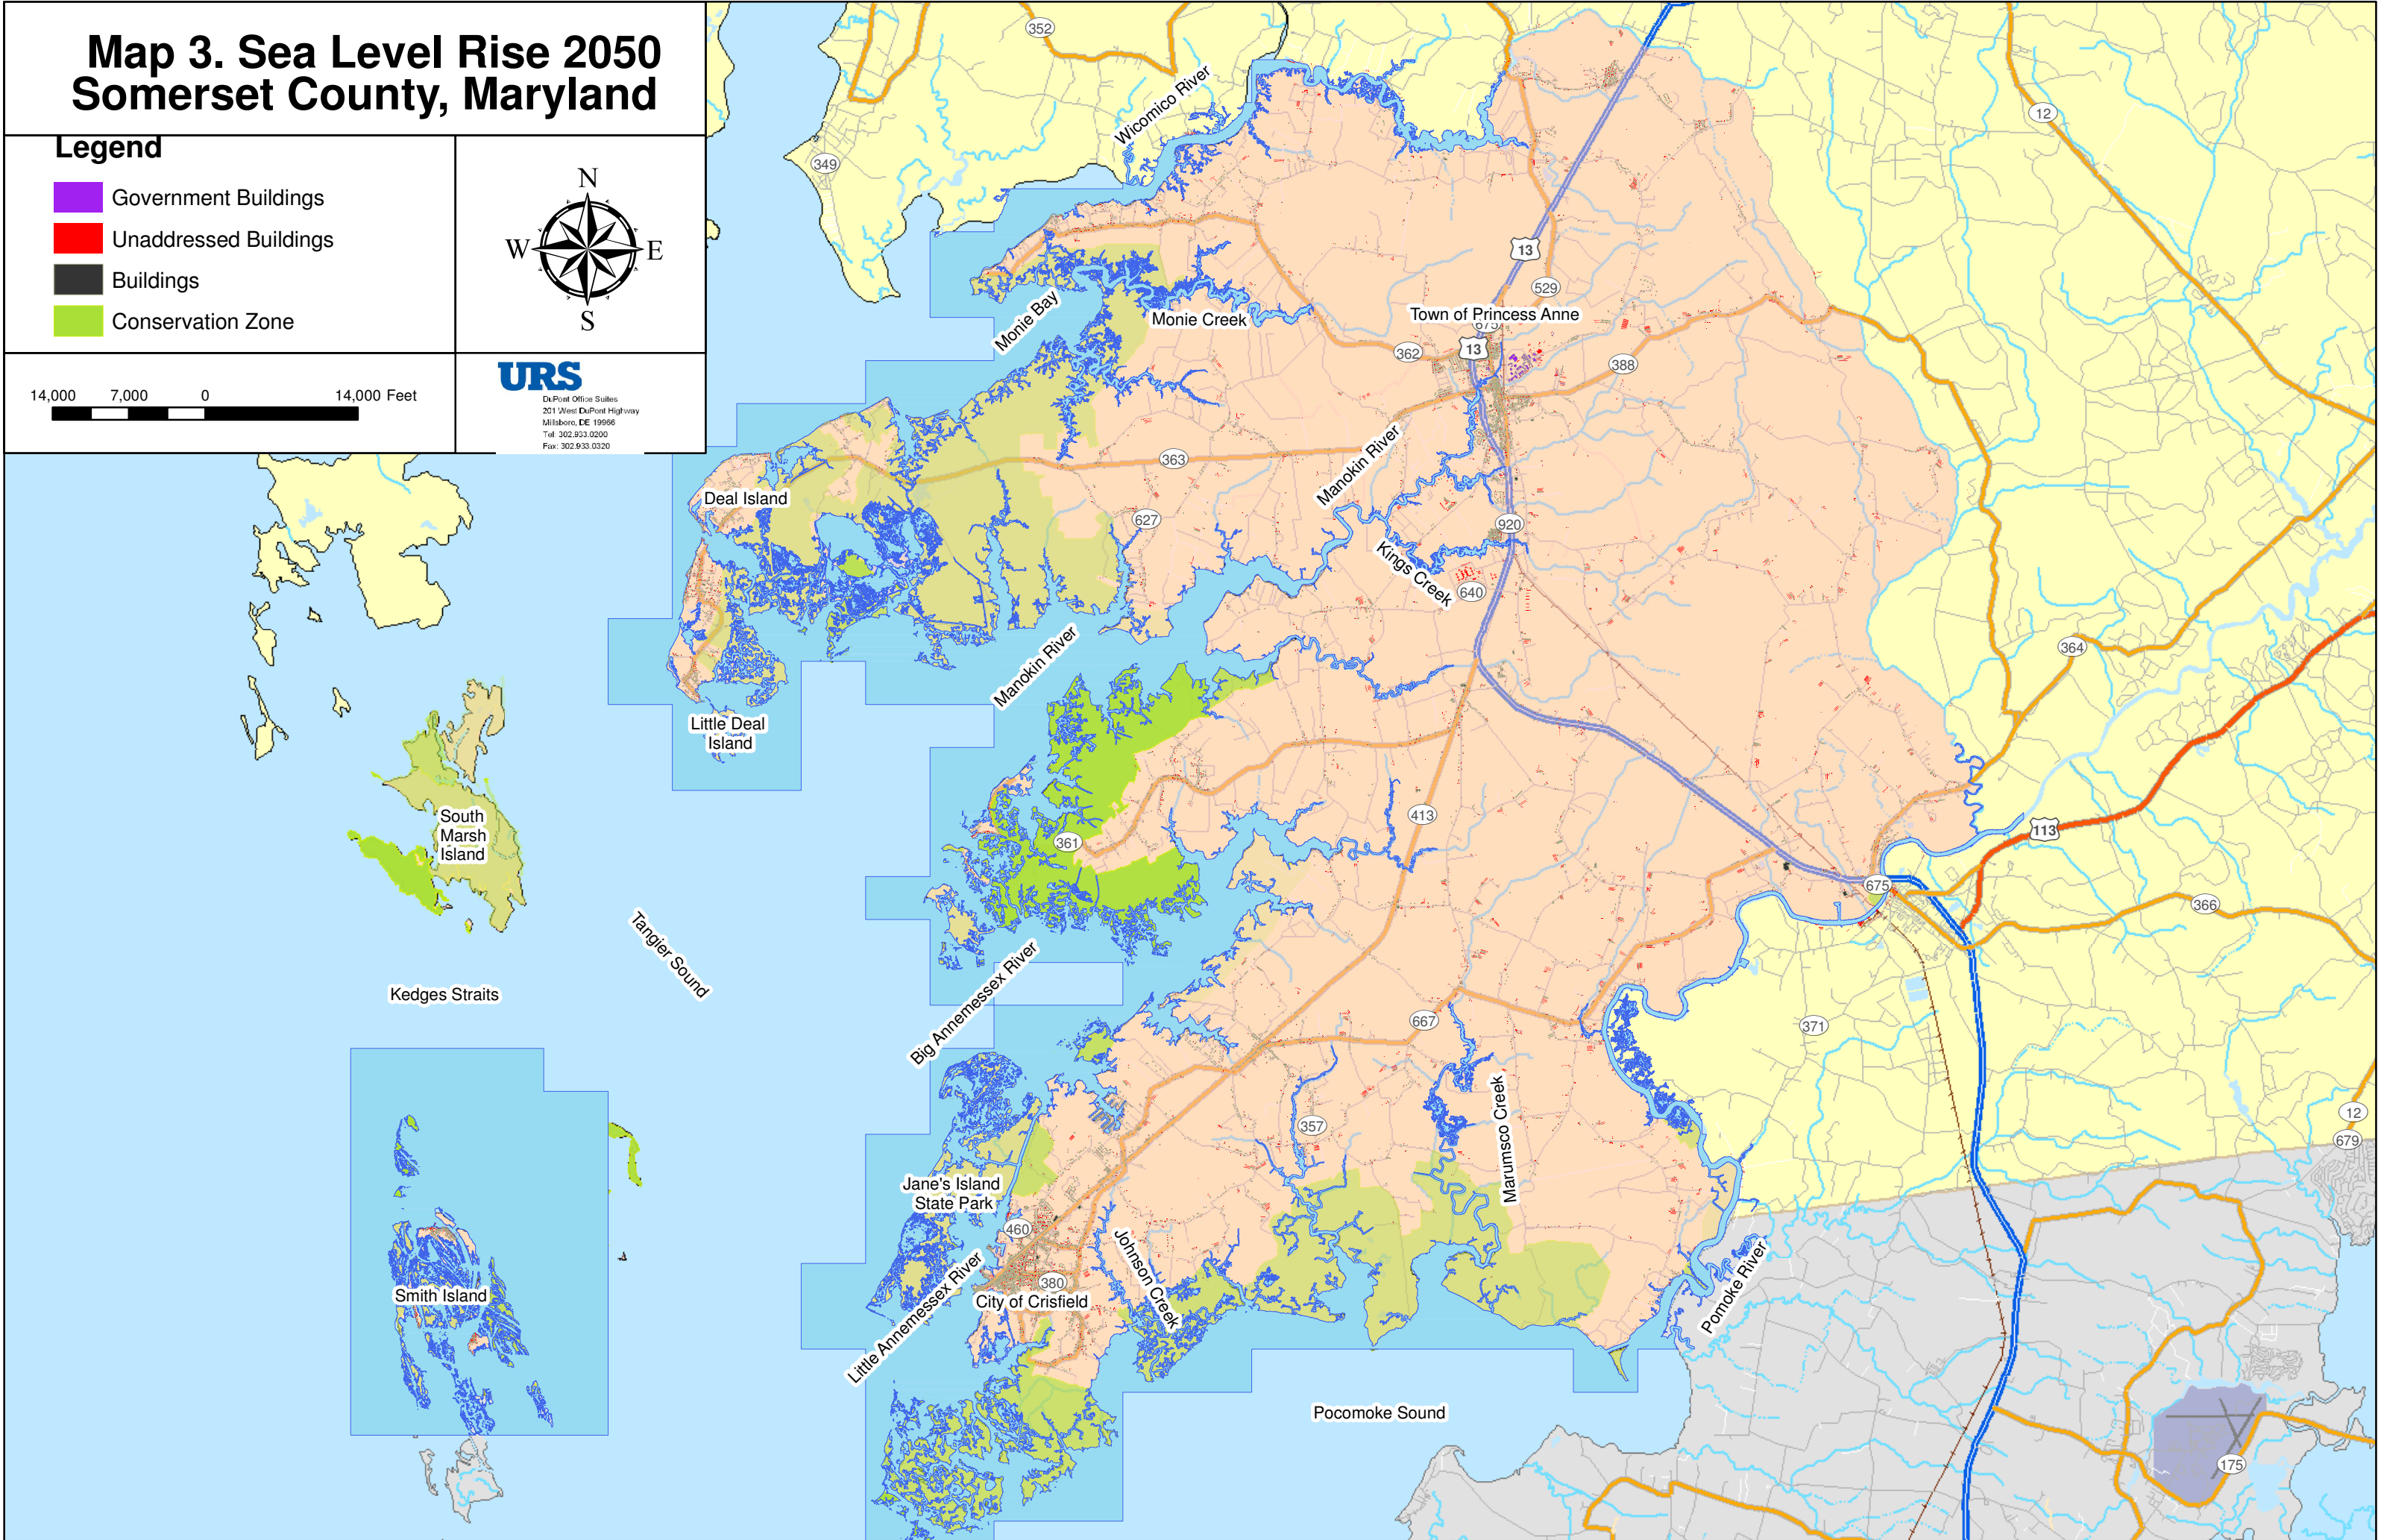 Map 3. Sea Level Rise 2050
Somerset County, Maryland
Legend
Government Buildings
Unaddressed Buildings
Buildings
Conservation Zone
N
W
E
S
14,000
7,000
0
14,000 Feet
URS
DuPont Office Suites
201 West DuPont Highway
Millsboro, DE 19966
Tel: 302.933.0200
Fax: 302.933.0320
352
12
Wicomico River
349
13
529
Monie Bay
Monie Creek
Town of Princess Anne
675
13
362
388
363
Manokin River
Deal Island
627
920
Kings Creek
640
Manokin River
364
Little Deal
Island
South
Marsh
Island
361
413
113
675
366
Tangier Sound
Kedges Straits
Big Annemessex River
667
371
357
Marumsco Creek
12
679
Jane's Island
State Park
460
Johnson Creek
380
City of Crisfield
Smith Island
Little Annemessex River
Pomoke River
Pocomoke Sound
175